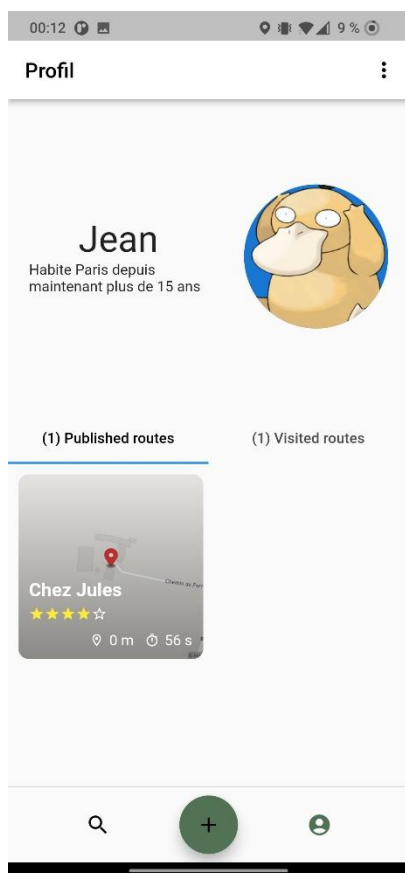 00:12
9 %
Profil
Jean
Habite Paris depuis
maintenant plus de 15 ans
(1) Published routes
(1) Visited routes
Chez Jules
0 m
56 s